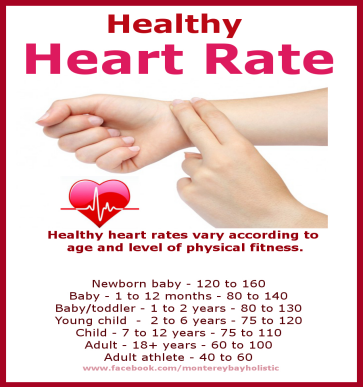 Healthy
Heart Rate
Healthy heart rates vary according to
age and level of physical fitness.
Newborn baby - 120 to 160
Baby - 1 to 12 months - 80 to 140
Baby/toddler - 1 to 2 years - 80 to 130
Young child - 2 to 6 years - 75 to 120
Child - 7 to 12 years - 75 to 110
Adult - 18+ years - 60 to 100
Adult athlete - 40 to 60
www.facebook.com/montereybayholistic